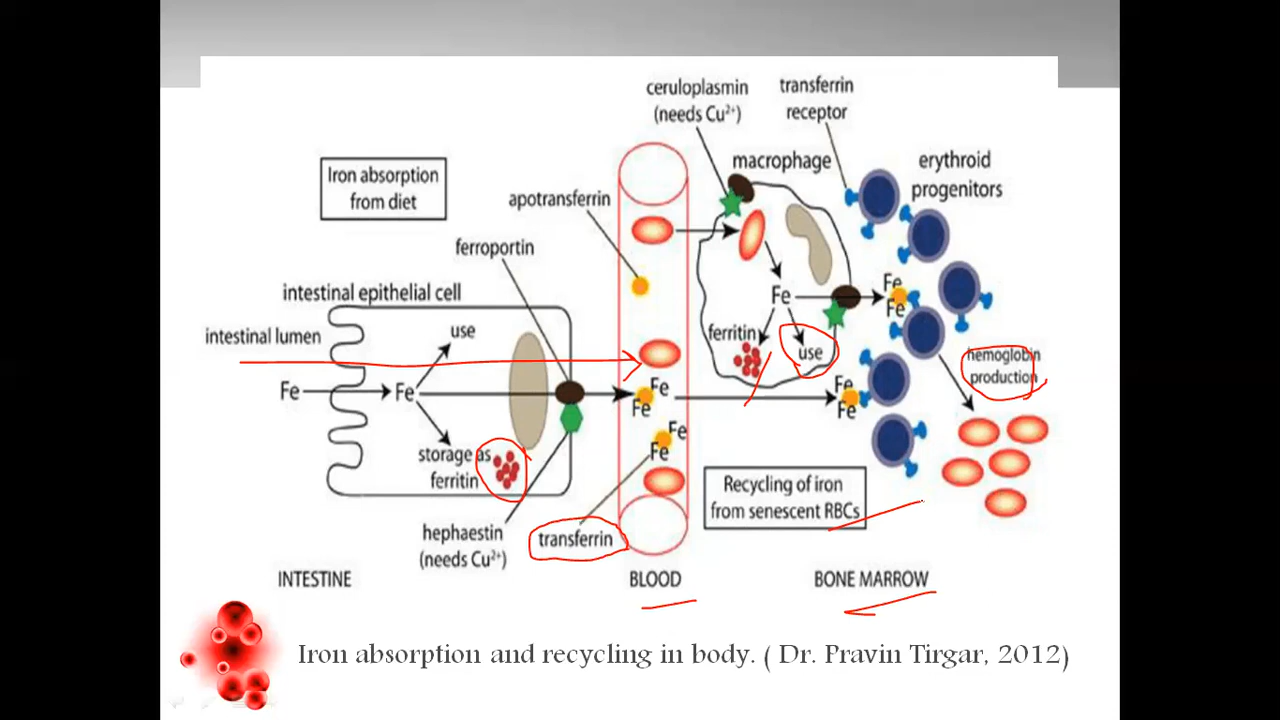 ceruloplasmin
(needs Cu²⁺)
transferrin
receptor
macrophage
erythroid
progenitors
Iron absorption
from diet
apotransferrin
ferroportin
intestinal epithelial cell
intestinal lumen
use
Fe
Fe
storage as
ferritin
hephaestin
(needs Cu²⁺)
transferrin
Fe
Fe
Fe
Fe
Fe
ferritin
use
Fe
Fe
Fe
Fe
hemoglobin
production
Recycling of iron
from senescent RBCs
INTESTINE
BLOOD
BONE MARROW
Iron absorption and recycling in body. ( Dr. Pravin Tirgar, 2012)